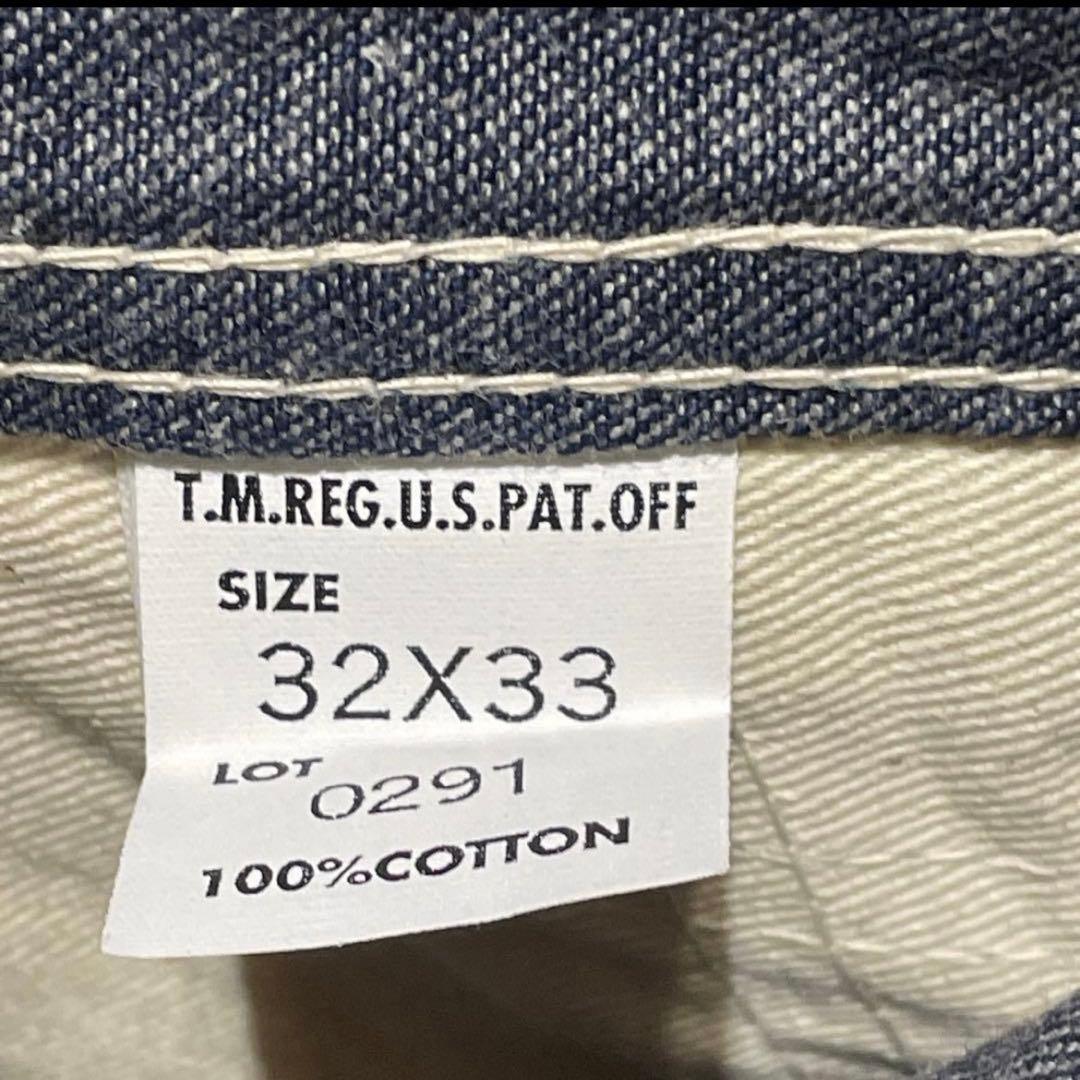 T.M.REG.U.S.PAT.OFF
SIZE
32X33
LOT 0291
100%COTTON